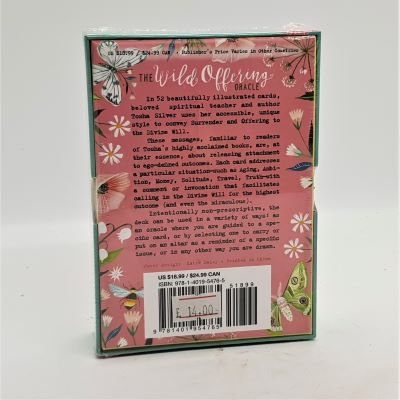 US $18.99 / $24.99 CAN • Publisher's Price Varies in Other Countries
THE Wild Offering
ORACLE
In 52 beautifully illustrated cards,
beloved spiritual teacher and author
Tosha Silver uses her accessible, unique
style to convey Surrender and Offering to
the Divine Will.
These messages, familiar to readers
of Tosha's highly acclaimed books, are, at
their essence, about releasing attachment
to ego-defined outcomes. Each card addresses
a particular situation—such as Aging, Ambi-
tion, Money, Solitude, Travel, Truth—with
a comment or invocation that facilitates
calling in the Divine Will for the highest
outcome (and even the miraculous).
Intentionally non-prescriptive, the
deck can be used in a variety of ways: as
an oracle where you are guided to a spe-
cific card, or by selecting one to carry or
put on an altar as a reminder of a specific
issue, or in any other way you are drawn.
Printed in China
US $18.99 / $24.99 CAN
ISBN: 978-1-4019-5476-5
51899
£ 14.00
9 781401 954765